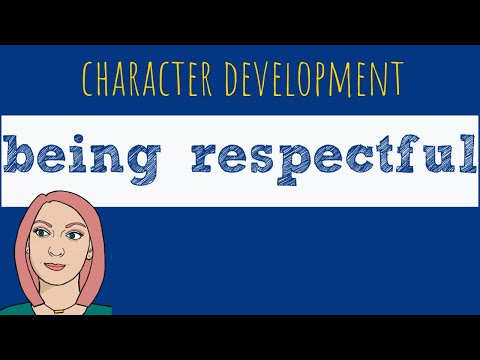 CHARACTER DEVELOPMENT
being respectful